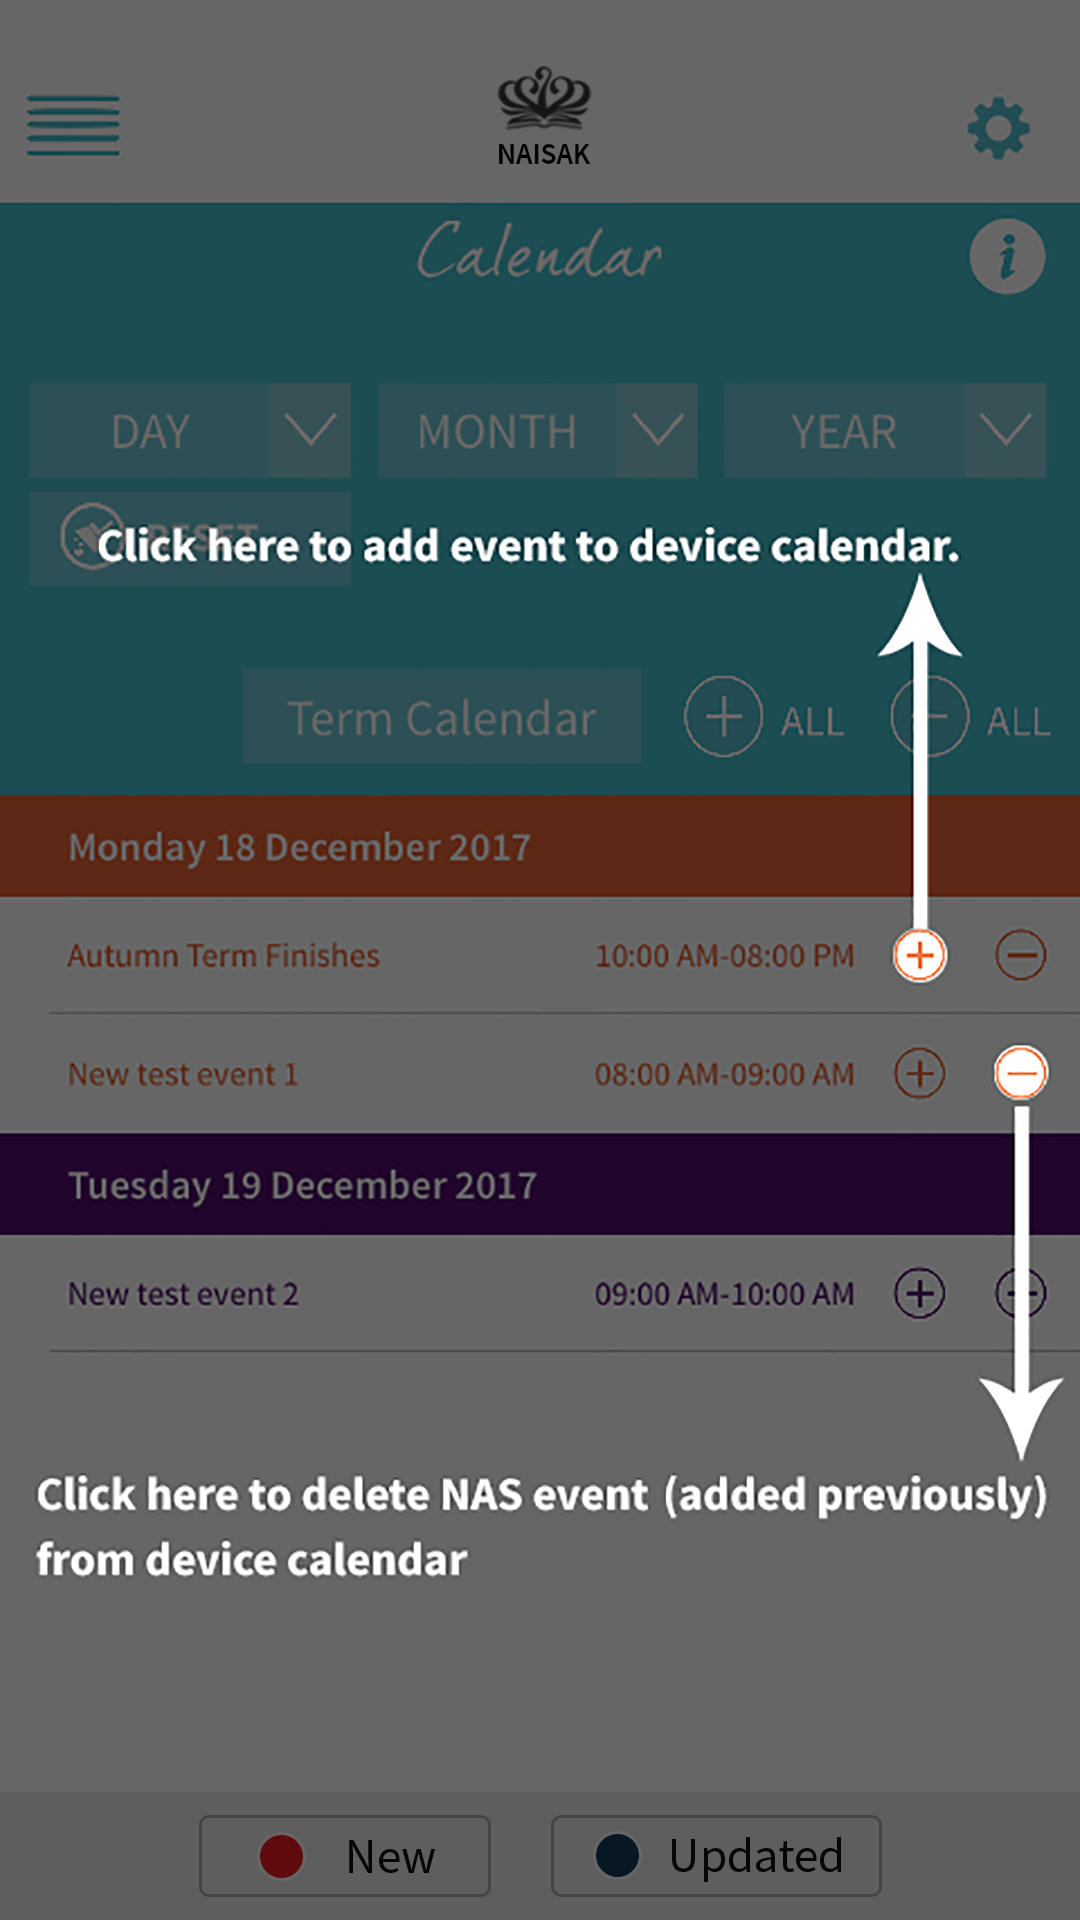 NAISAK
Calendar
i
DAY
MONTH
YEAR
RESET
Click here to add event to device calendar.
Term Calendar
ALL
ALL
Monday 18 December 2017
Autumn Term Finishes 10:00 AM-08:00 PM
New test event 1 08:00 AM-09:00 AM
Tuesday 19 December 2017
New test event 2 09:00 AM-10:00 AM
Click here to delete NAS event (added previously)
from device calendar
New
Updated